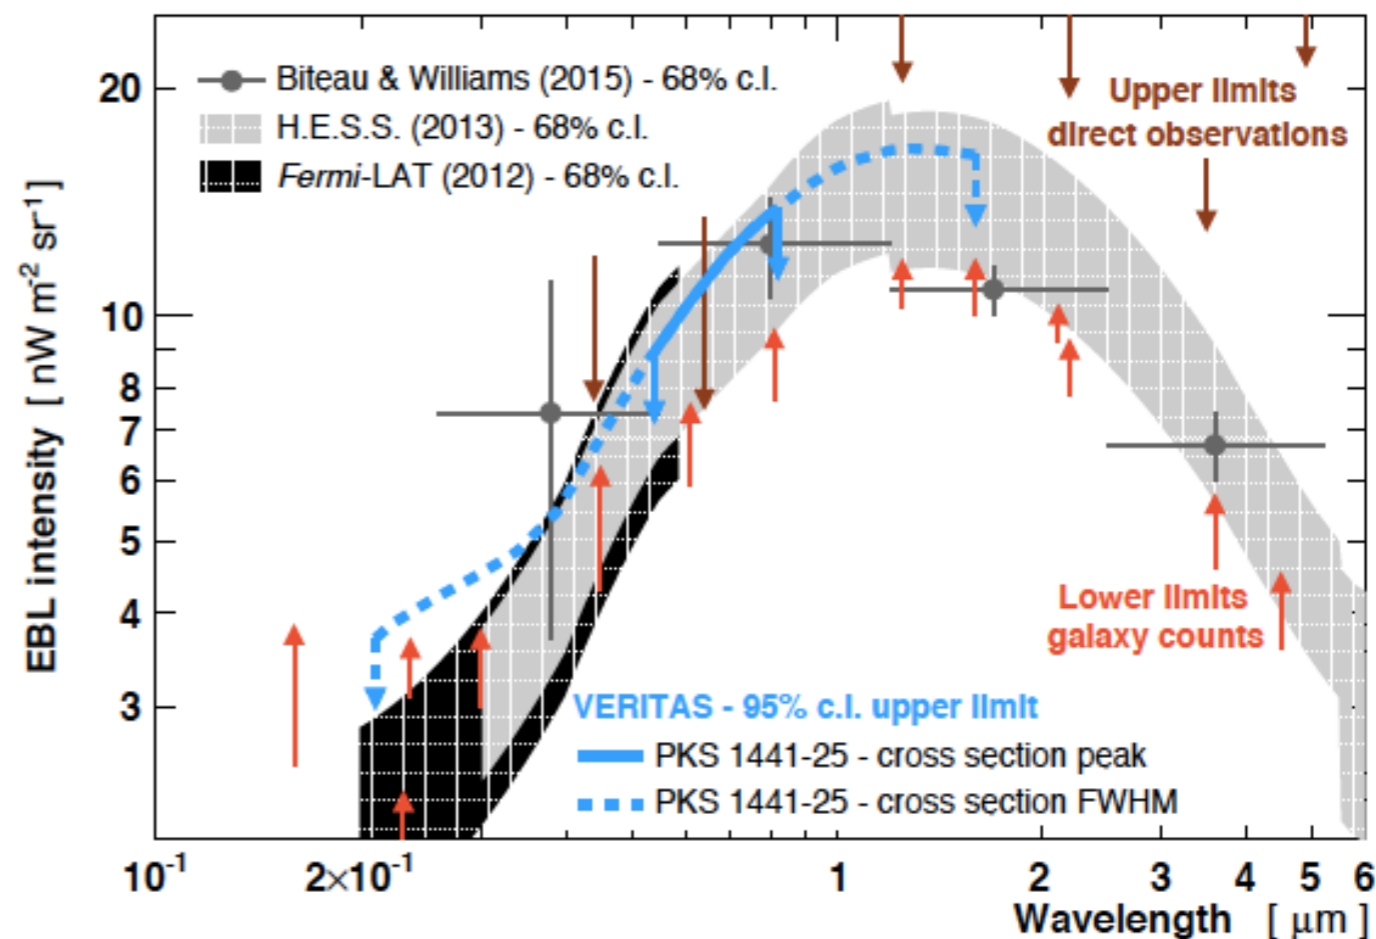 Biteau & Williams (2015) - 68% c.l.
H.E.S.S. (2013) - 68% c.l.
Fermi-LAT (2012) - 68% c.l.
Upper limits
direct observations
EBL intensity [ nW m⁻² sr⁻¹ ]
20
10
8
7
6
5
4
3
Lower limits
galaxy counts
VERITAS - 95% c.l. upper limit
PKS 1441-25 - cross section peak
PKS 1441-25 - cross section FWHM
10⁻¹ 2×10⁻¹ 1 2 3 4 5 6
Wavelength [ μm ]